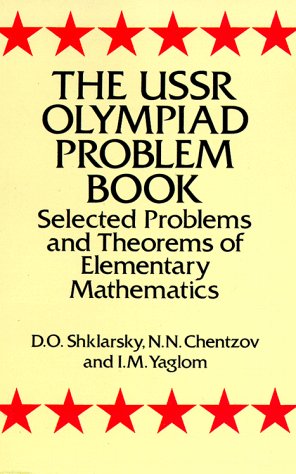 THE USSR
OLYMPIAD
PROBLEM
BOOK
Selected Problems
and Theorems of
Elementary
Mathematics
D.O. Shklarsky, N.N. Chentzov
and I.M. Yaglom